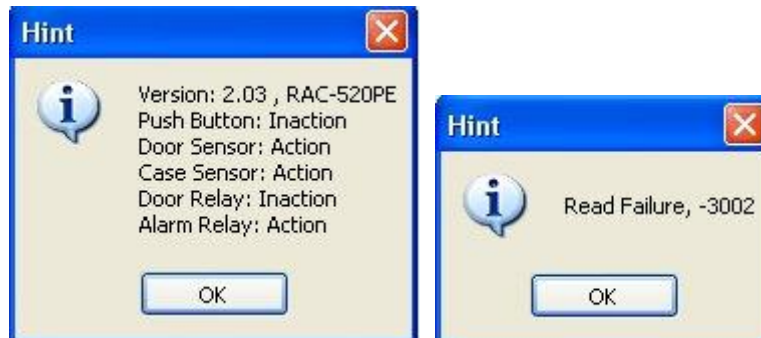 Hint
Version: 2.03 , RAC-520PE
Push Button: Inaction
Door Sensor: Action
Case Sensor: Action
Door Relay: Inaction
Alarm Relay: Action
OK
Hint
Read Failure, -3002
OK